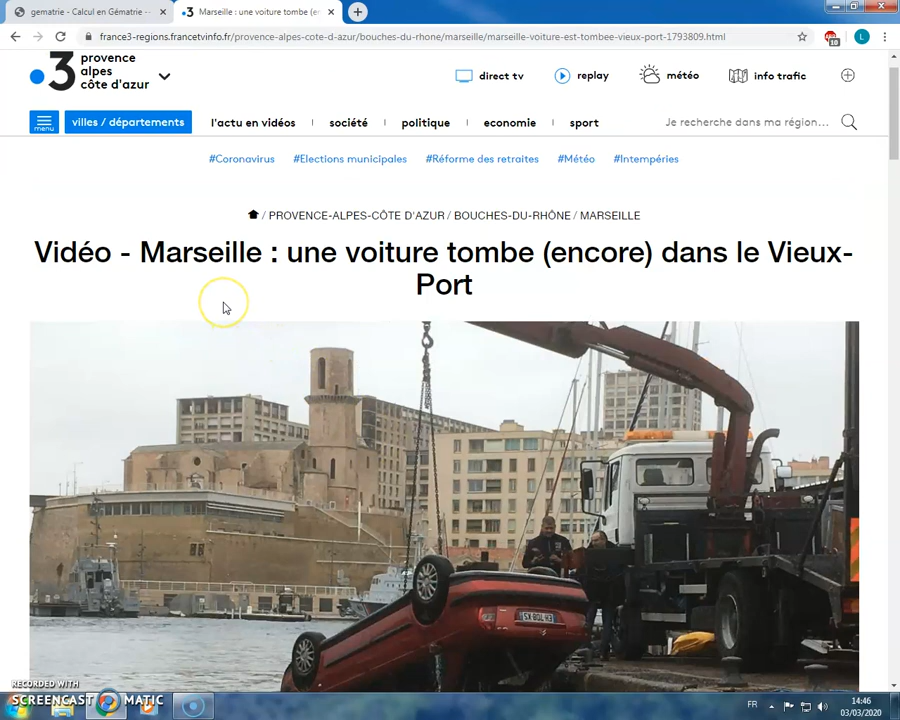 gematrie - Calcul en Gématrie --
Marseille : une voiture tombe (en
france3-regions.francetvinfo.fr/provence-alpes-cote-d-azur/bouches-du-rhone/marseille/marseille-voiture-est-tombee-vieux-port-1793809.html
10
L
3 provence
alpes
côte d'azur
direct tv
replay
météo
info trafic
menu
villes / départements
l'actu en vidéos
société
politique
economie
sport
Je recherche dans ma région...
#Coronavirus
#Elections municipales
#Réforme des retraites
#Météo
#Intempéries
/ PROVENCE-ALPES-CÔTE D'AZUR / BOUCHES-DU-RHÔNE / MARSEILLE
Vidéo - Marseille : une voiture tombe (encore) dans le Vieux-
Port
RECORDED WITH
SCREENCAST MATIC
FR
14:46
03/03/2020